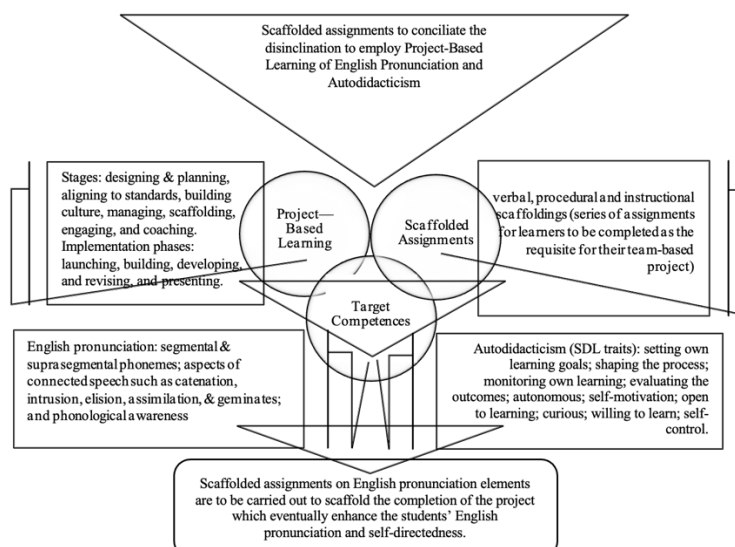 Scaffolded assignments to conciliate the
disinclination to employ Project-Based
Learning of English Pronunciation and
Autodidacticism
Stages: designing & planning,
aligning to standards, building
culture, managing, scaffolding,
engaging, and coaching.
Implementation phases:
launching, building, developing,
and revising, and presenting.
Project—
Based
Learning
Scaffolded
Assignments
verbal, procedural and instructional
scaffoldings (series of assignments
for learners to be completed as the
requisite for their team-based
project)
Target
Competences
English pronunciation: segmental &
suprasegmental phonemes; aspects of
connected speech such as catenation,
intrusion, elision, assimilation, & geminates;
and phonological awareness
Autodidacticism (SDL traits): setting own
learning goals; shaping the process;
monitoring own learning; evaluating the
outcomes; autonomous; self-motivation; open
to learning; curious; willing to learn; self-
control.
Scaffolded assignments on English pronunciation elements
are to be carried out to scaffold the completion of the project
which eventually enhance the students’ English
pronunciation and self-directedness.